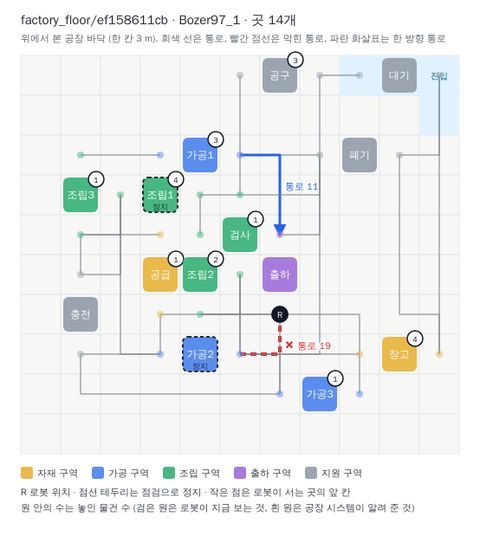 factory_floor/ef158611cb · Bozer97_1 · 곳 14개
위에서 본 공장 바닥 (한 칸 3 m). 회색 선은 통로, 빨간 점선은 막힌 통로, 파란 화살표는 한 방향 통로
3
공구
대기
3
가공1
폐기
1
조립3
4
조립1
정지
통로 11
1
검사
1
공급
2
조립2
출하
충전
R
가공2
정지
✖ 통로 19
4
창고
1
가공3
자재 구역
가공 구역
조립 구역
출하 구역
지원 구역
R 로봇 위치 · 점선 테두리는 점검으로 정지 · 작은 점은 로봇이 서는 곳의 앞 칸
원 안의 수는 놓인 물건 수 (검은 원은 로봇이 지금 보는 것, 흰 원은 공장 시스템이 알려 준 것)